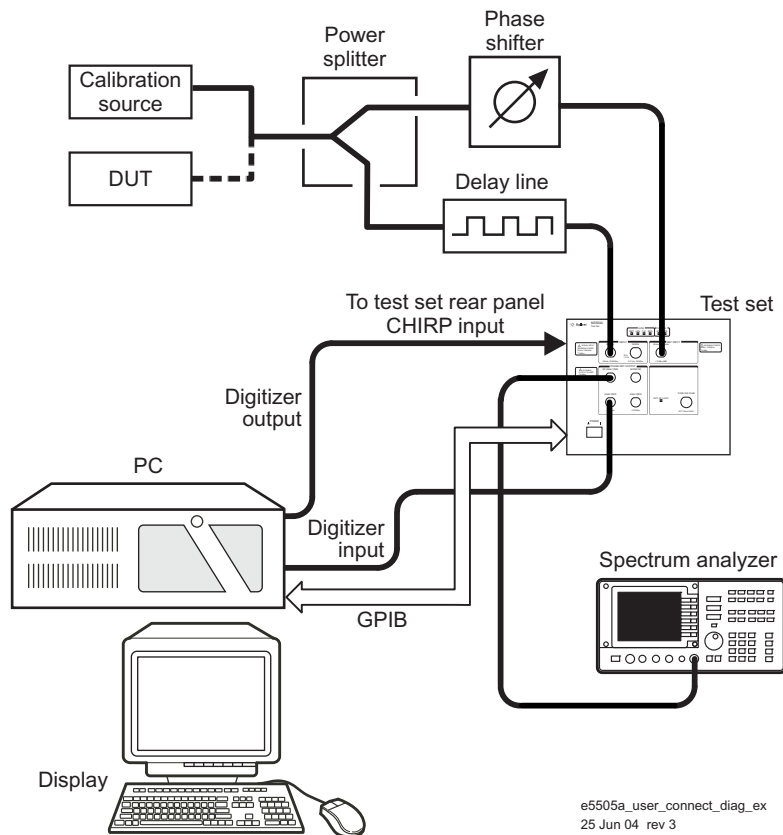 Power
splitter
Phase
shifter
Calibration
source
DUT
Delay line
To test set rear panel
CHIRP input
Test set
Digitizer
output
PC
Digitizer
input
GPIB
Spectrum analyzer
Display
e5505a_user_connect_diag_ex
25 Jun 04 rev 3